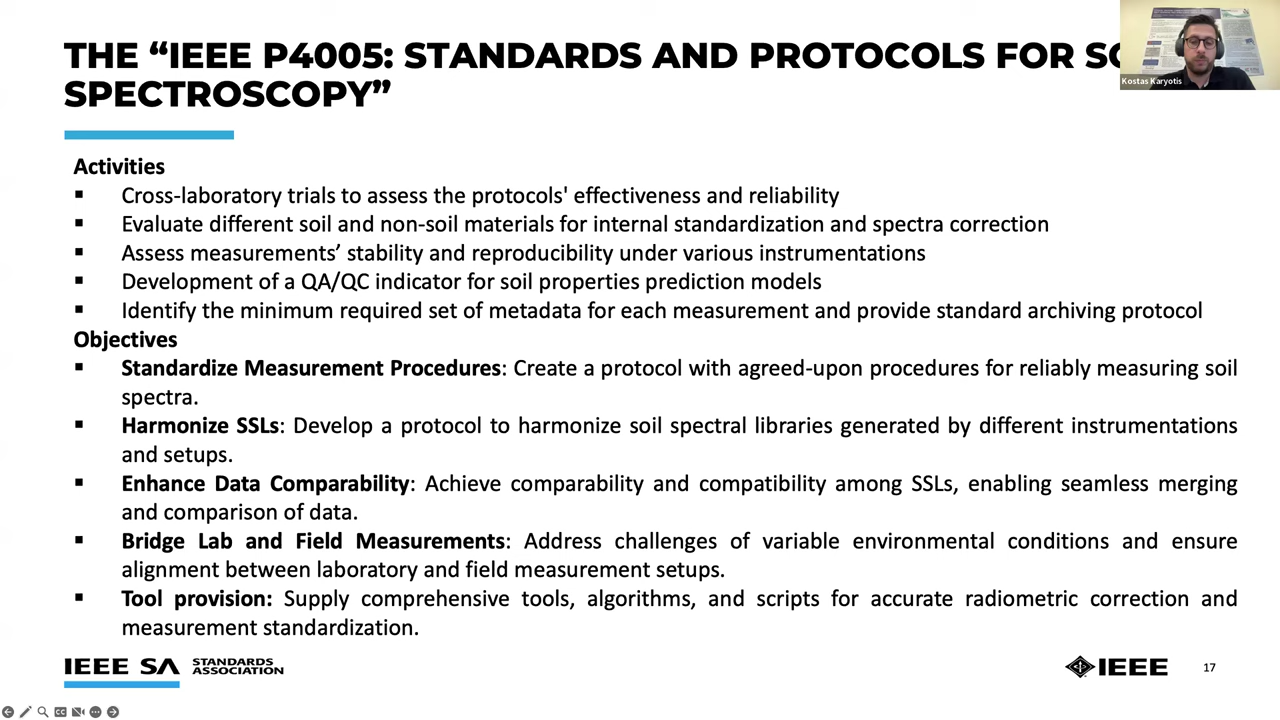 THE “IEEE P4005: STANDARDS AND PROTOCOLS FOR
SPECTROSCOPY”
Kostas Karyotis
Activities
▪ Cross-laboratory trials to assess the protocols' effectiveness and reliability
▪ Evaluate different soil and non-soil materials for internal standardization and spectra correction
▪ Assess measurements’ stability and reproducibility under various instrumentations
▪ Development of a QA/QC indicator for soil properties prediction models
▪ Identify the minimum required set of metadata for each measurement and provide standard archiving protocol
Objectives
▪ Standardize Measurement Procedures: Create a protocol with agreed-upon procedures for reliably measuring soil
spectra.
▪ Harmonize SSLs: Develop a protocol to harmonize soil spectral libraries generated by different instrumentations
and setups.
▪ Enhance Data Comparability: Achieve comparability and compatibility among SSLs, enabling seamless merging
and comparison of data.
▪ Bridge Lab and Field Measurements: Address challenges of variable environmental conditions and ensure
alignment between laboratory and field measurement setups.
▪ Tool provision: Supply comprehensive tools, algorithms, and scripts for accurate radiometric correction and
measurement standardization.
IEEE SA STANDARDS
ASSOCIATION
IEEE
17